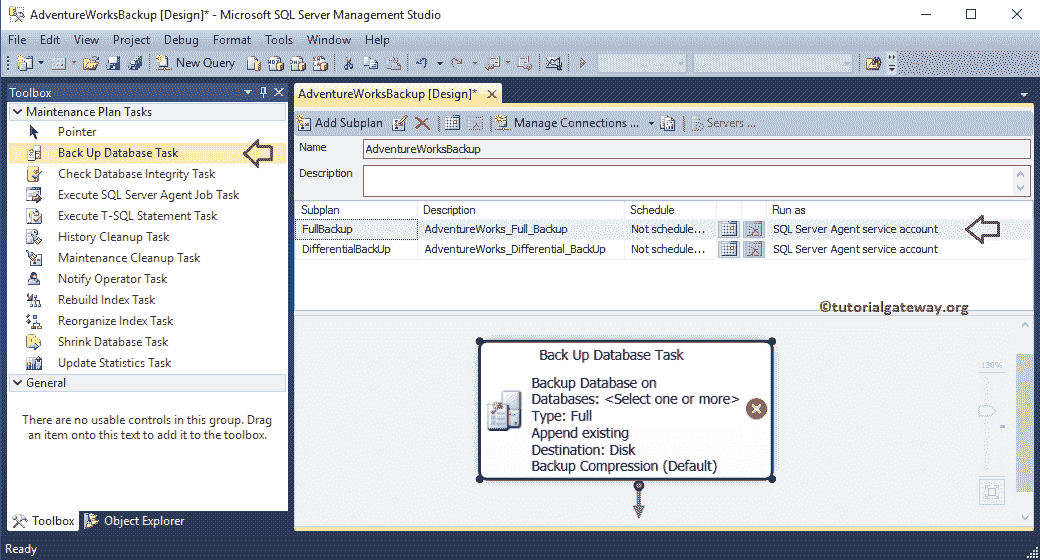 AdventureWorksBackup [Design]* - Microsoft SQL Server Management Studio
File Edit View Project Debug Format Tools Window Help
New Query
Toolbox
Maintenance Plan Tasks
Pointer
Back Up Database Task
Check Database Integrity Task
Execute SQL Server Agent Job Task
Execute T-SQL Statement Task
History Cleanup Task
Maintenance Cleanup Task
Notify Operator Task
Rebuild Index Task
Reorganize Index Task
Shrink Database Task
Update Statistics Task
General
There are no usable controls in this group. Drag
an item onto this text to add it to the toolbox.
Toolbox Object Explorer
AdventureWorksBackup [Design]*
Add Subplan Manage Connections ... Servers ...
Name AdventureWorksBackup
Description
Subplan Description Schedule Run as
FullBackup AdventureWorks_Full_Backup Not schedule... SQL Server Agent service account
DifferentialBackUp AdventureWorks_Differential_BackUp Not schedule... SQL Server Agent service account
©tutorialgateway.org
Back Up Database Task
Backup Database on
Databases: <Select one or more>
Type: Full
Append existing
Destination: Disk
Backup Compression (Default)
130%
Ready